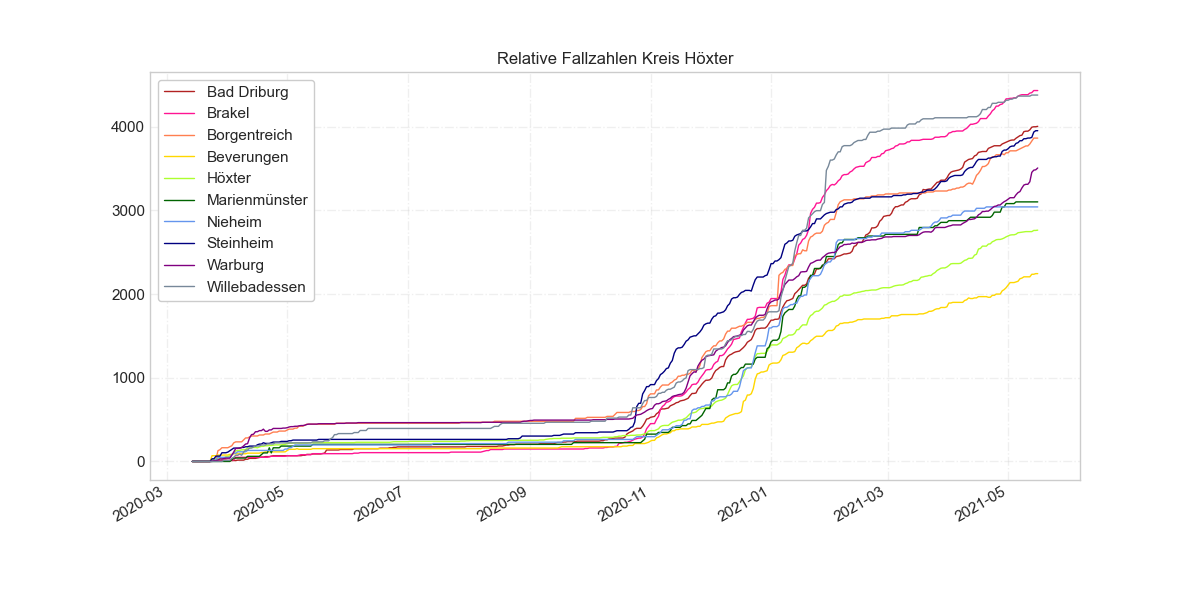 Relative Fallzahlen Kreis Höxter
Bad Driburg
Brakel
Borgentreich
Beverungen
Höxter
Marienmünster
Nieheim
Steinheim
Warburg
Willebadessen
4000
3000
2000
1000
0
2020-03
2020-05
2020-07
2020-09
2020-11
2021-01
2021-03
2021-05